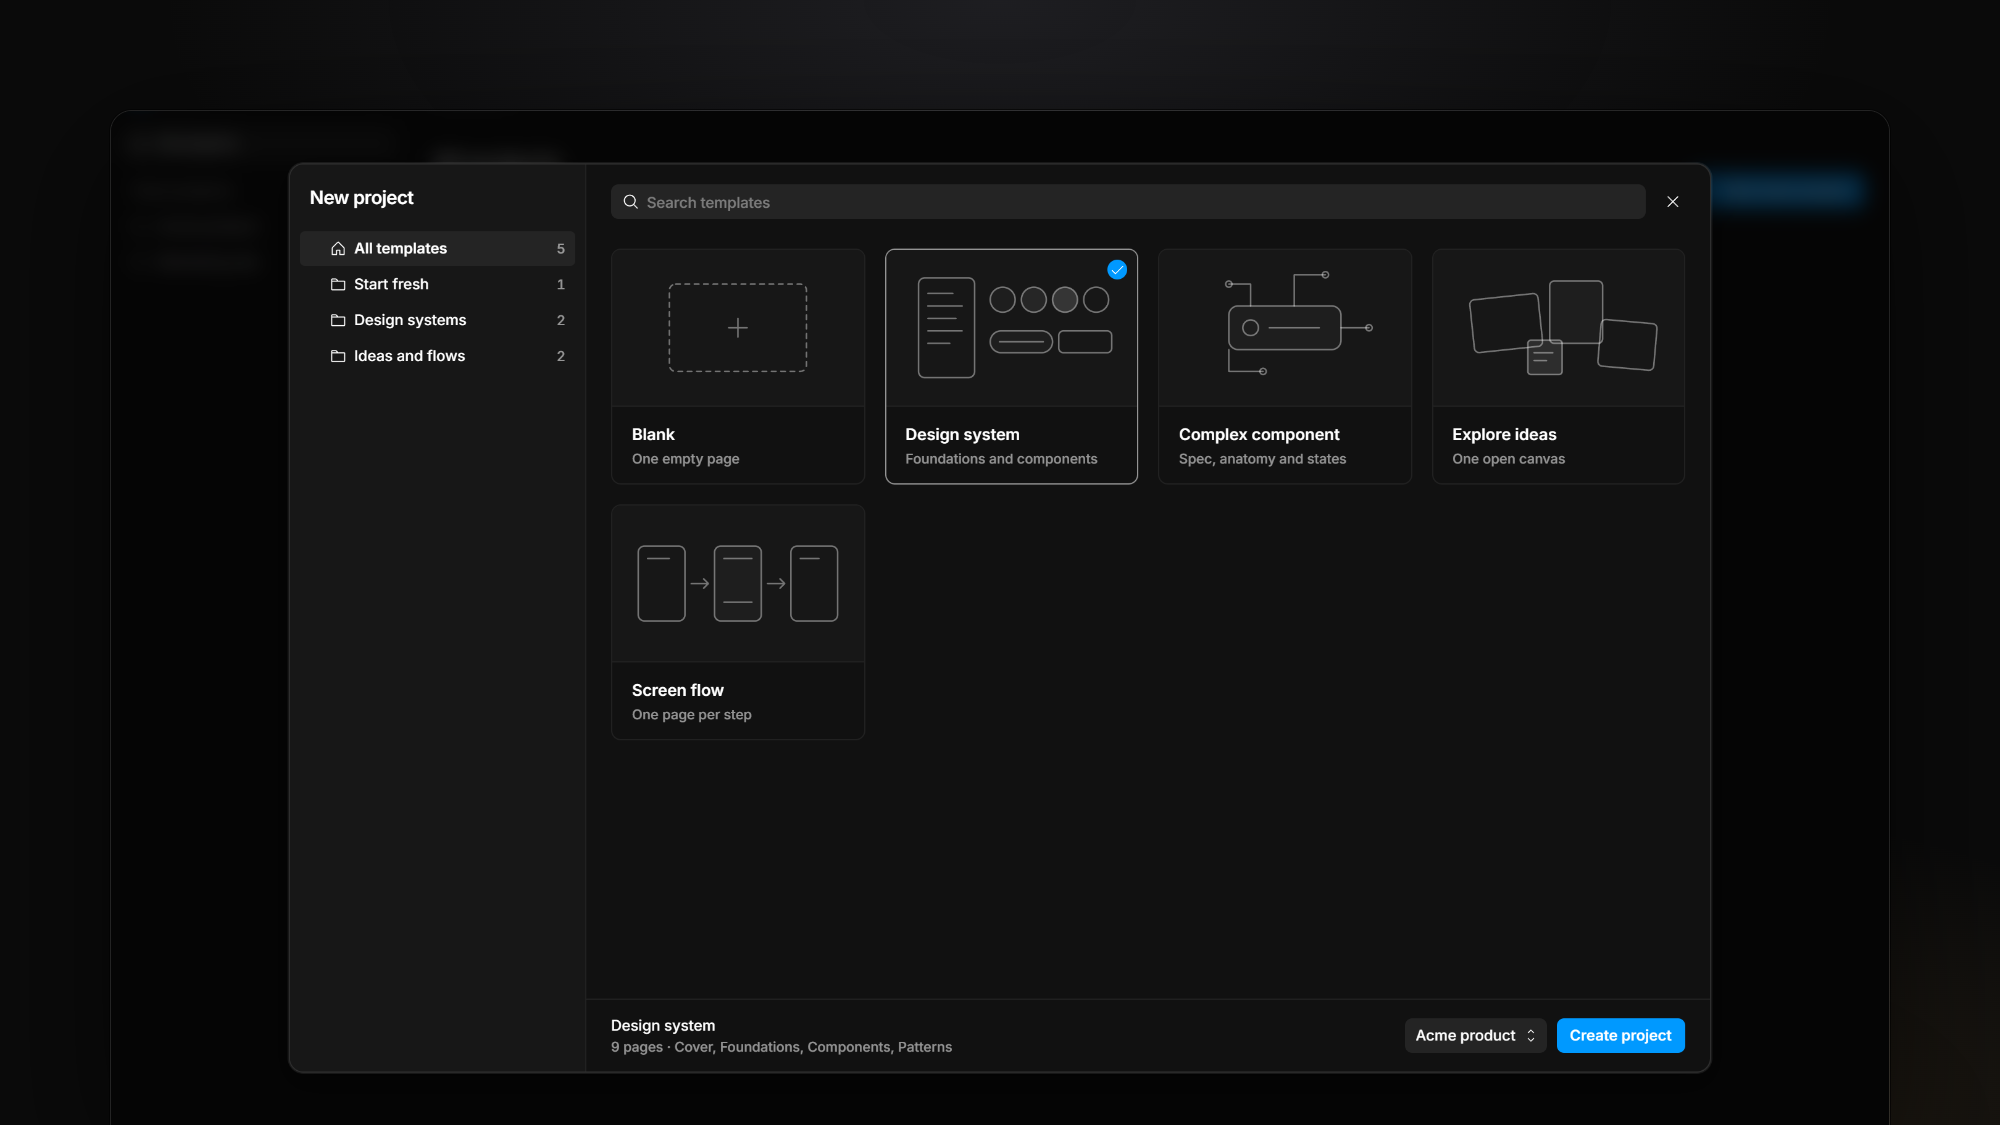 New project
All templates 5
Start fresh 1
Design systems 2
Ideas and flows 2
Search templates
Blank
One empty page
Design system
Foundations and components
Complex component
Spec, anatomy and states
Explore ideas
One open canvas
Screen flow
One page per step
Design system
9 pages · Cover, Foundations, Components, Patterns
Acme product
Create project